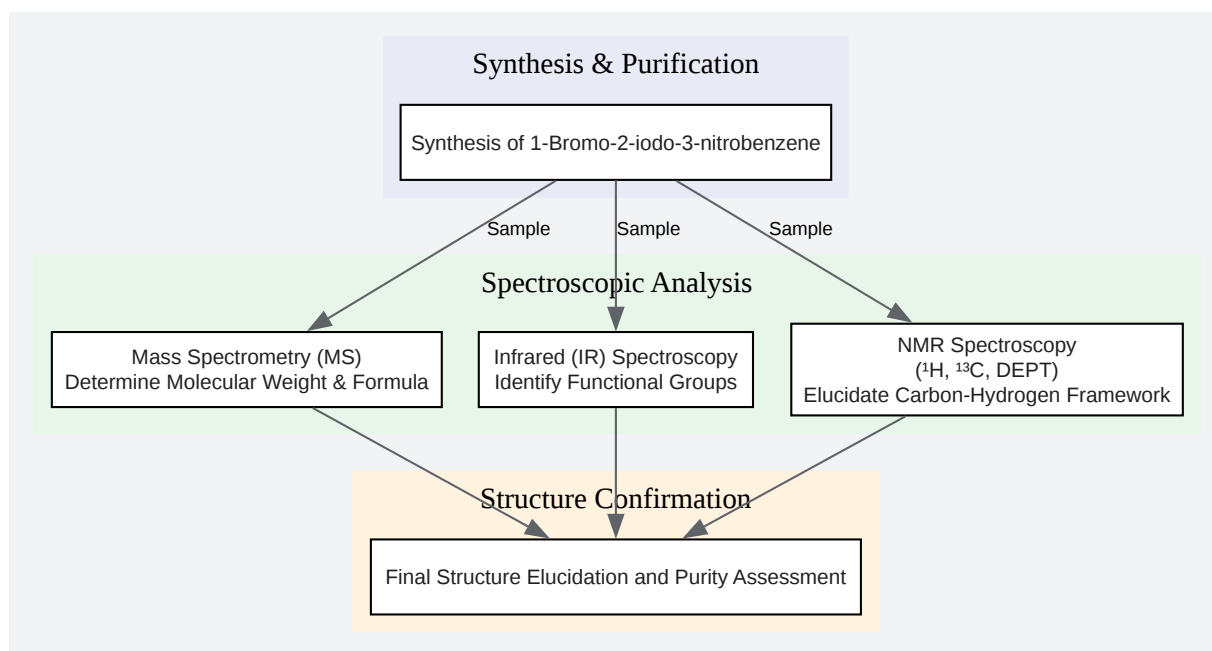 Synthesis & Purification
Synthesis of 1-Bromo-2-iodo-3-nitrobenzene
Sample
Sample
Sample
Spectroscopic Analysis
Mass Spectrometry (MS)
Determine Molecular Weight & Formula
Infrared (IR) Spectroscopy
Identify Functional Groups
NMR Spectroscopy
(¹H, ¹³C, DEPT)
Elucidate Carbon-Hydrogen Framework
Structure Confirmation
Final Structure Elucidation and Purity Assessment